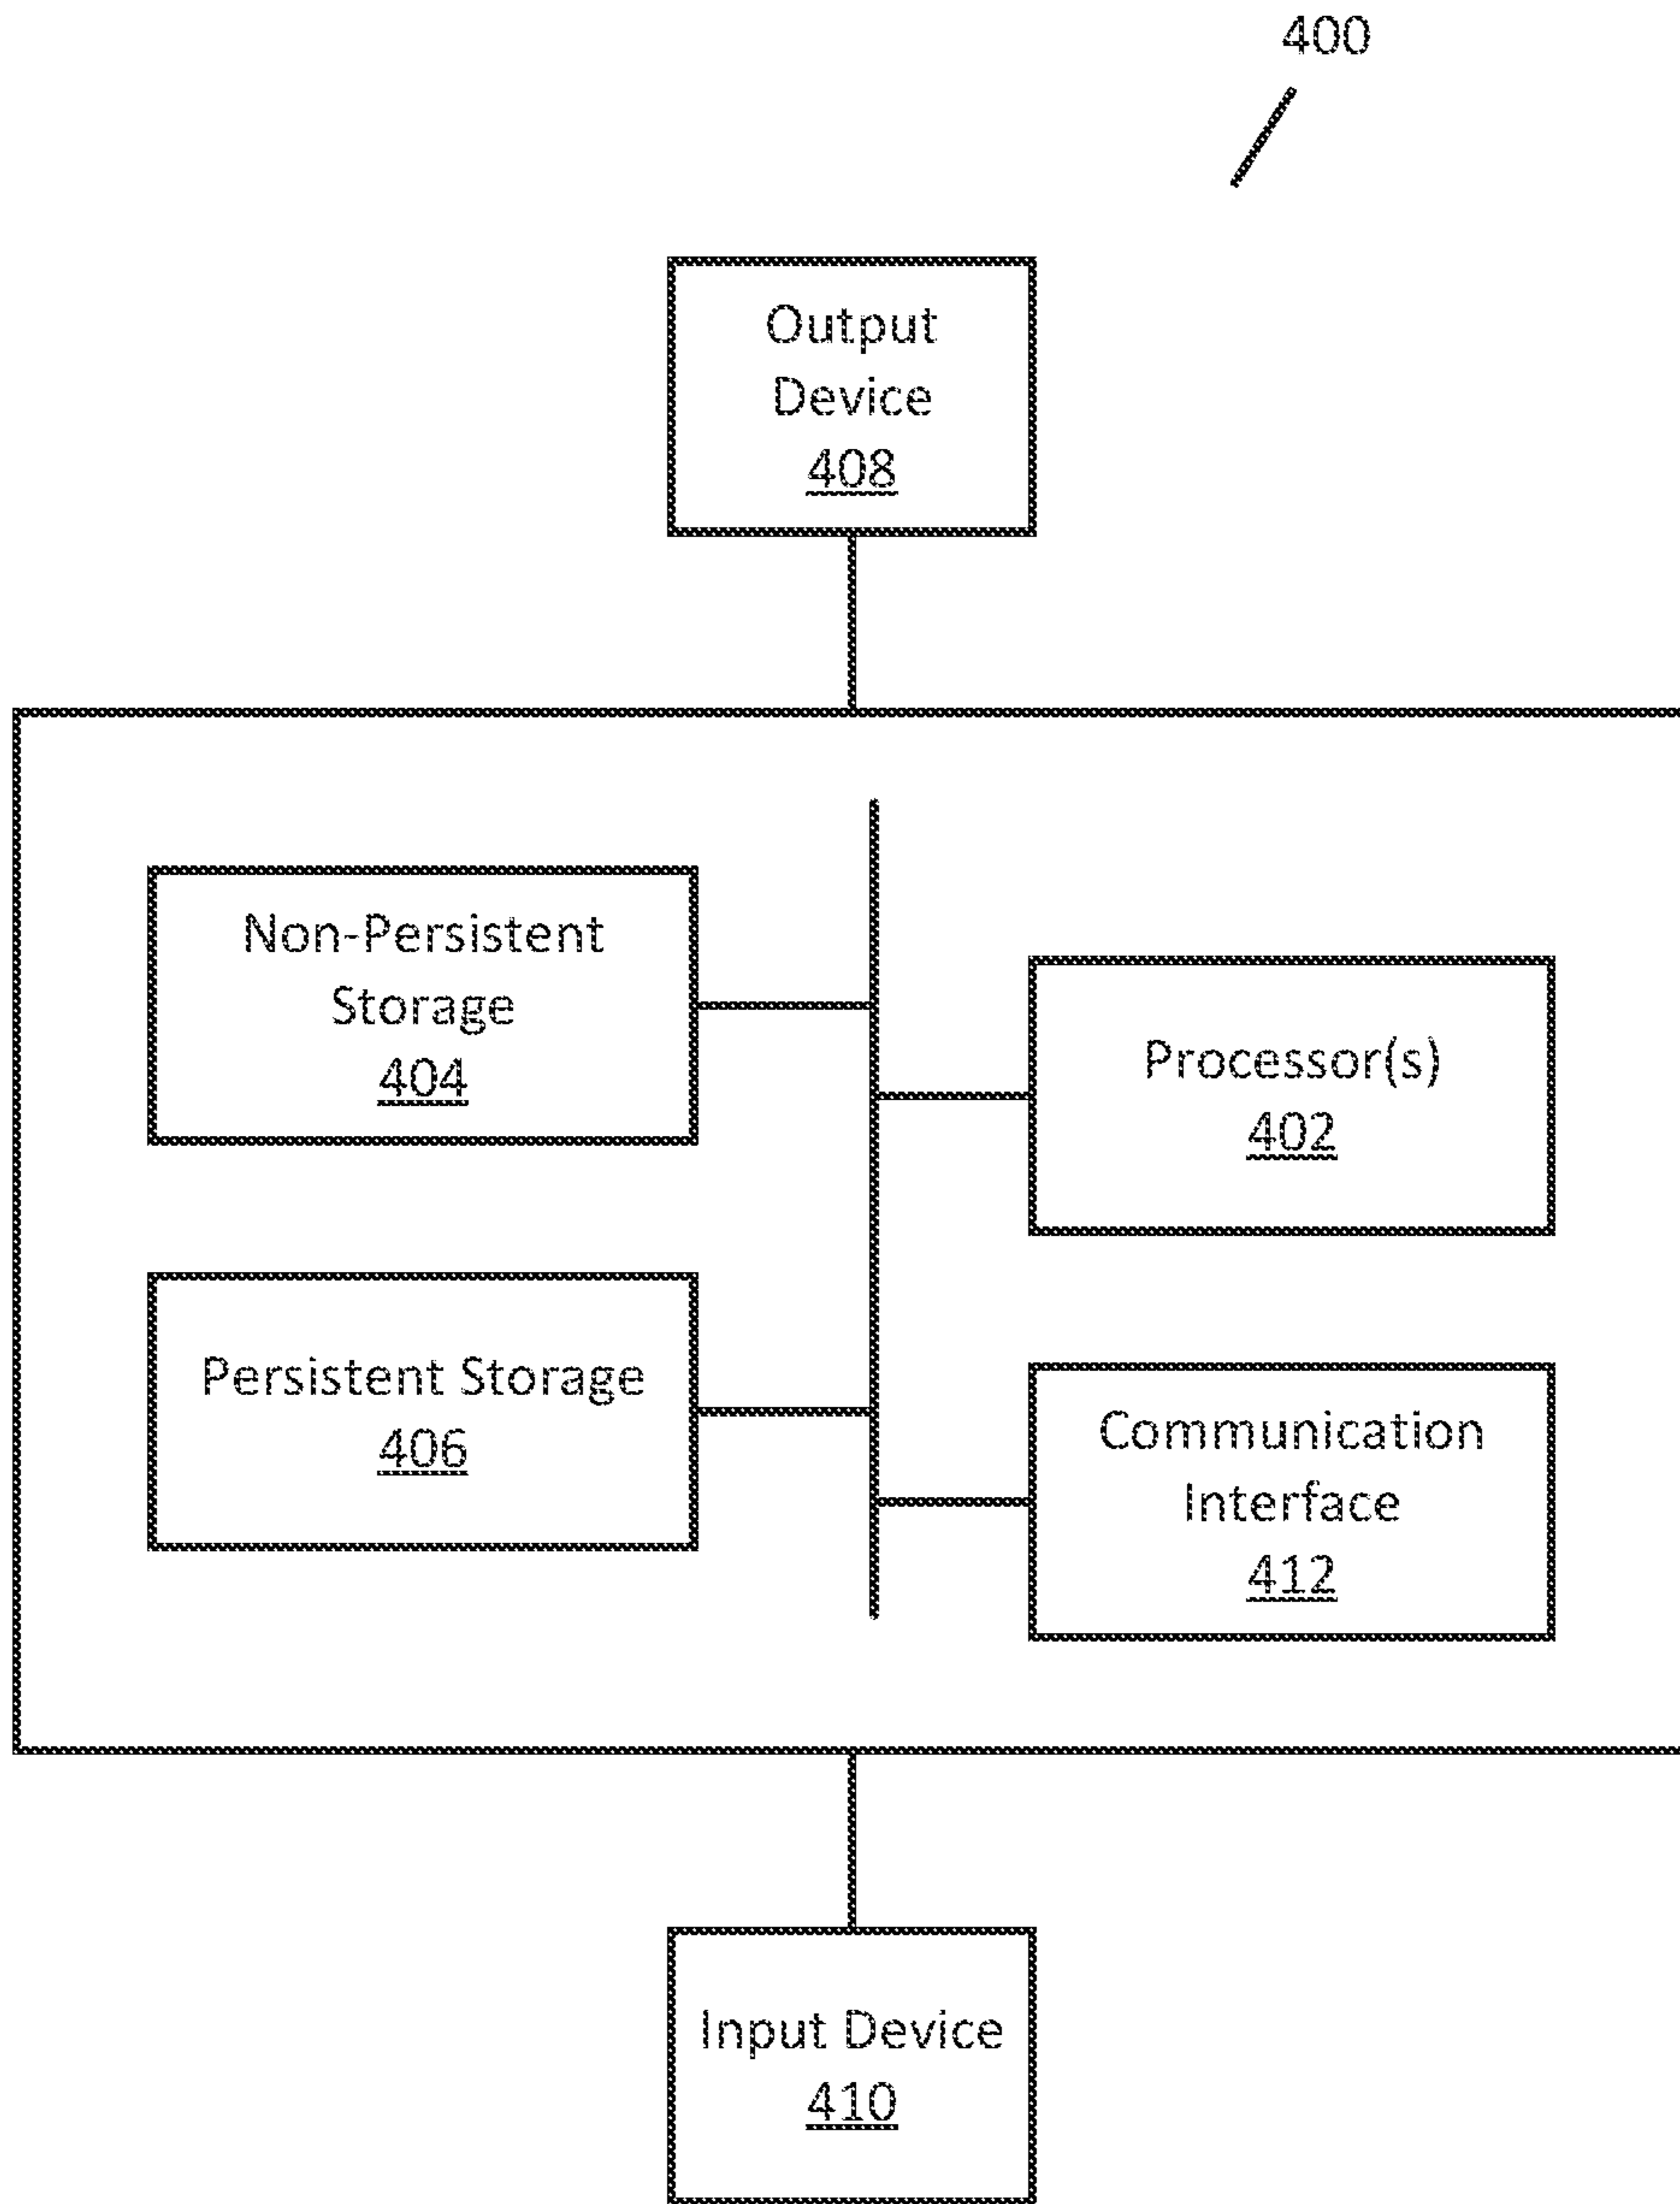 400
Output
Device
408
Non-Persistent
Storage
404
Processor(s)
402
Persistent Storage
406
Communication
Interface
412
Input Device
410